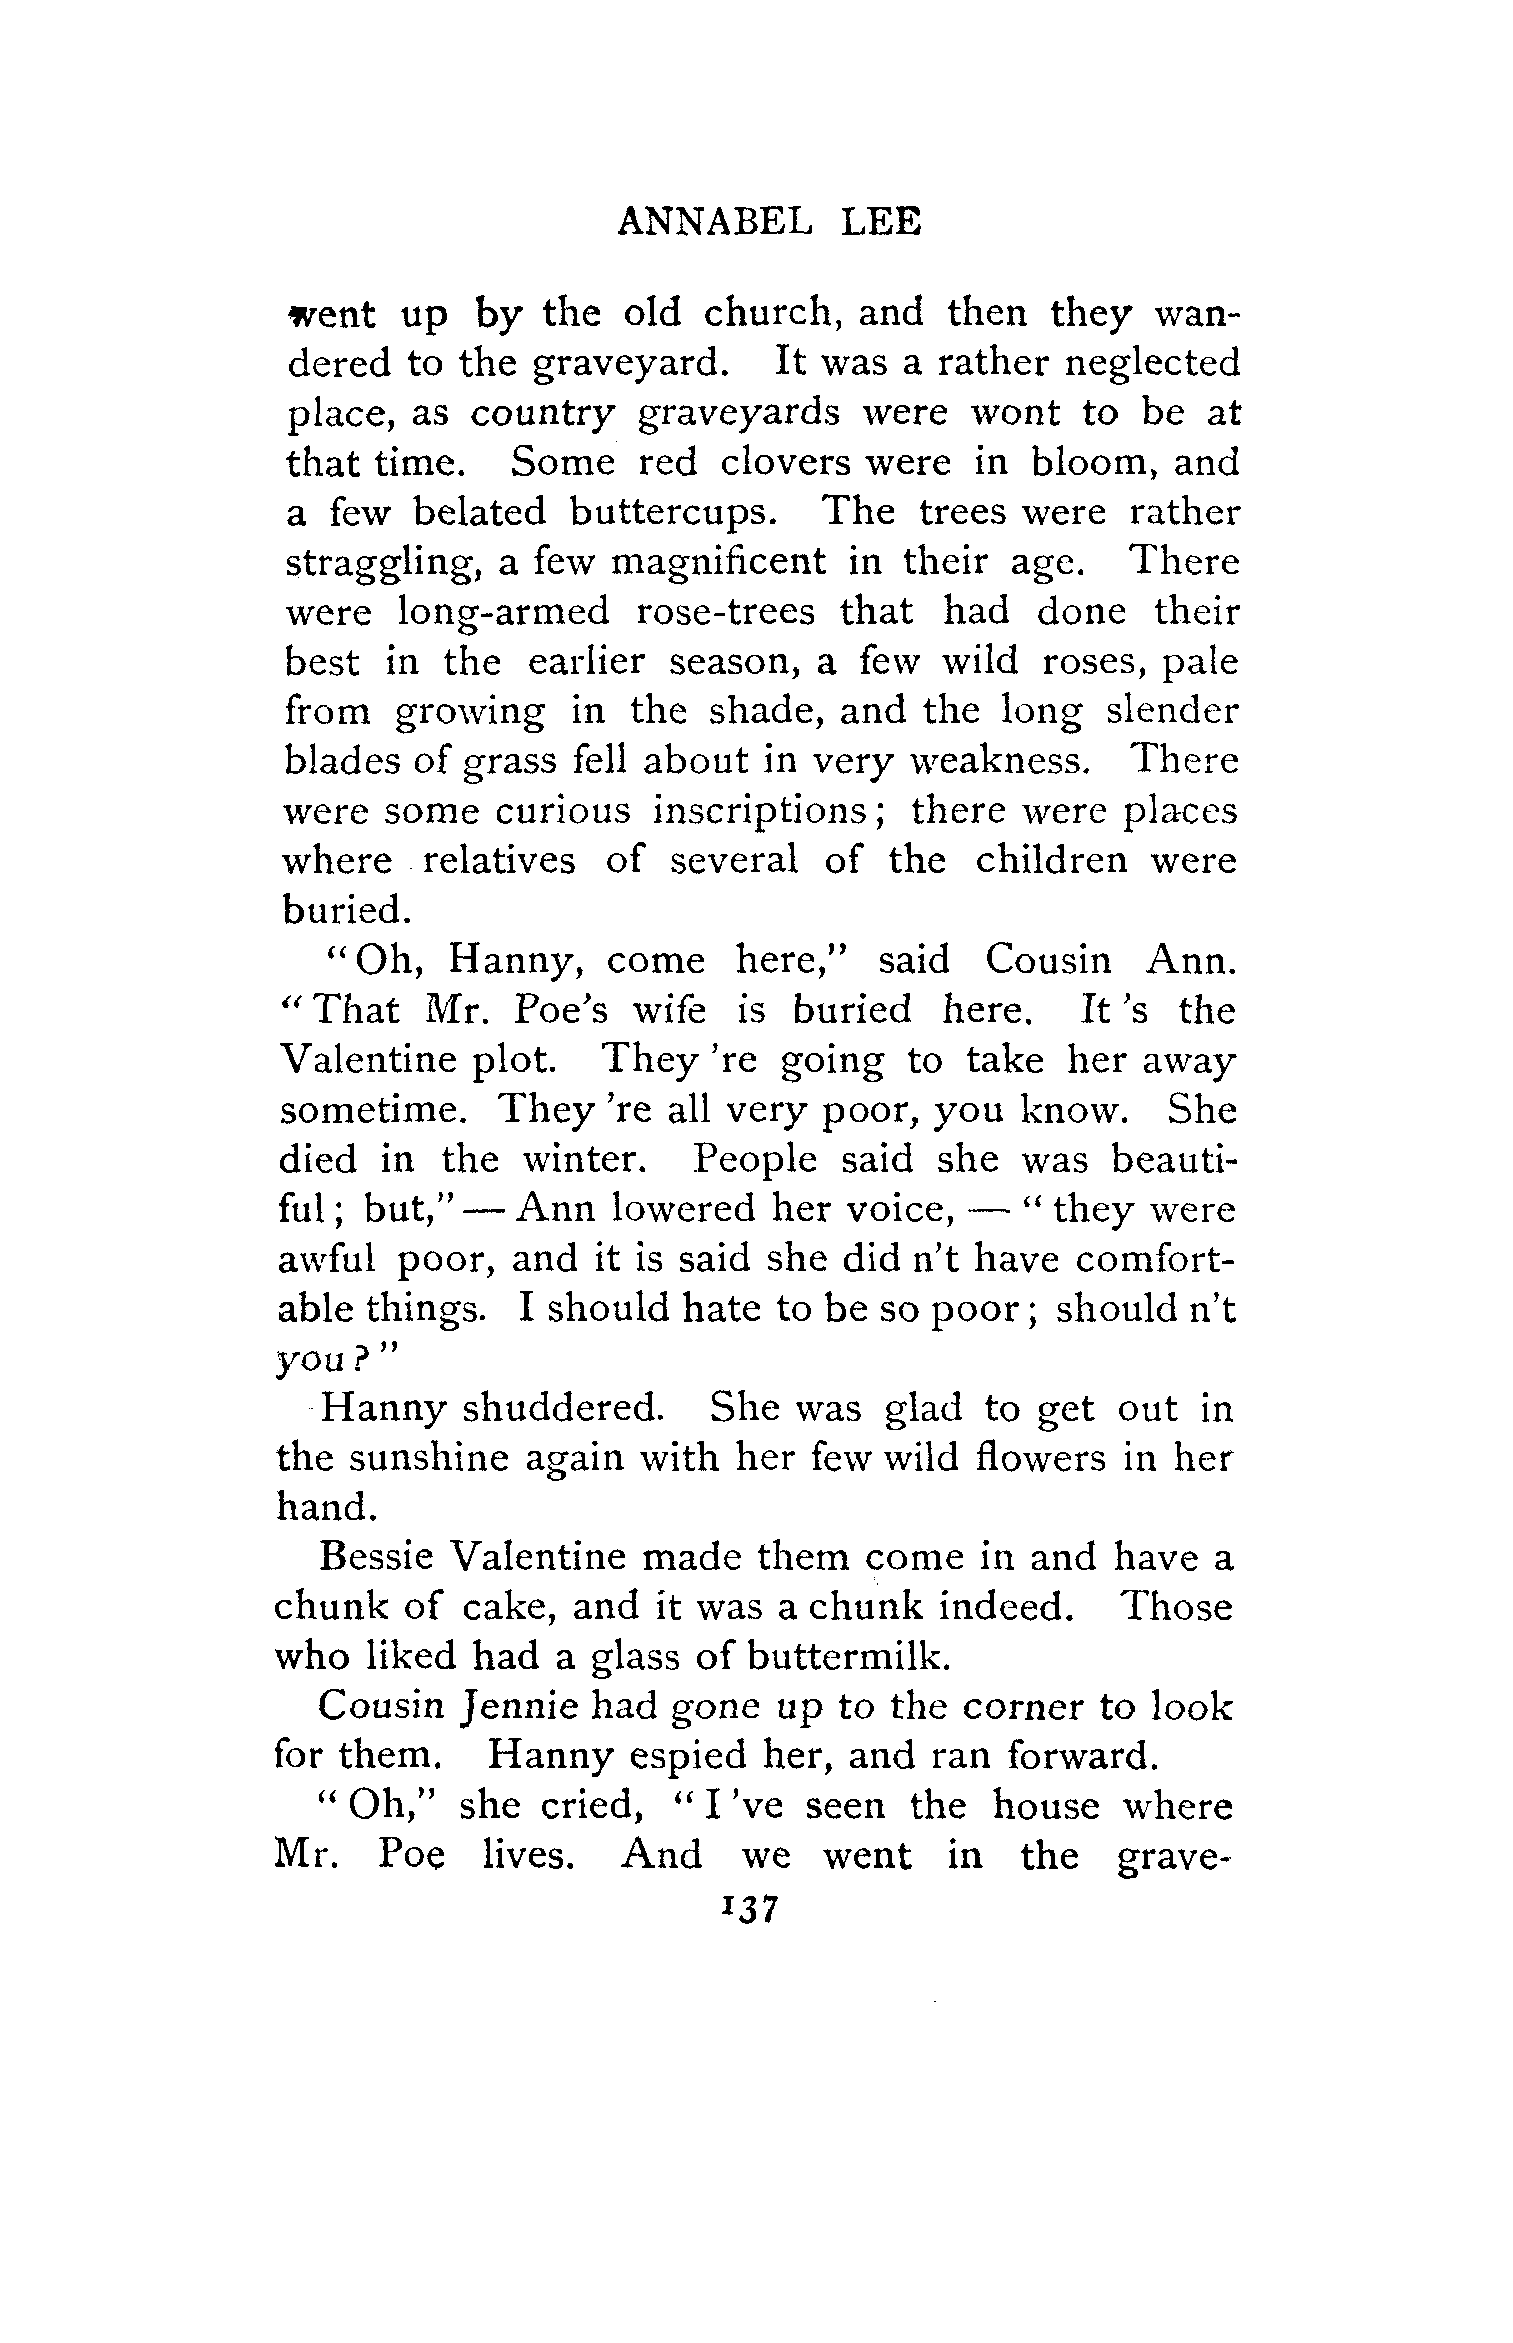 ANNABEL LEE
went up by the old church, and then they wan-
dered to the graveyard. It was a rather neglected
place, as country graveyards were wont to be at
that time. Some red clovers were in bloom, and
a few belated buttercups. The trees were rather
straggling, a few magnificent in their age. There
were long-armed rose-trees that had done their
best in the earlier season, a few wild roses, pale
from growing in the shade, and the long slender
blades of grass fell about in very weakness. There
were some curious inscriptions; there were places
where relatives of several of the children were
buried.
"Oh, Hanny, come here," said Cousin Ann.
"That Mr. Poe's wife is buried here. It 's the
Valentine plot. They 're going to take her away
sometime. They 're all very poor, you know. She
died in the winter. People said she was beauti-
ful; but,"—Ann lowered her voice,—"they were
awful poor, and it is said she did n't have comfort-
able things. I should hate to be so poor; should n't
you?"
Hanny shuddered. She was glad to get out in
the sunshine again with her few wild flowers in her
hand.
Bessie Valentine made them come in and have a
chunk of cake, and it was a chunk indeed. Those
who liked had a glass of buttermilk.
Cousin Jennie had gone up to the corner to look
for them. Hanny espied her, and ran forward.
"Oh," she cried, "I 've seen the house where
Mr. Poe lives. And we went in the grave-
137